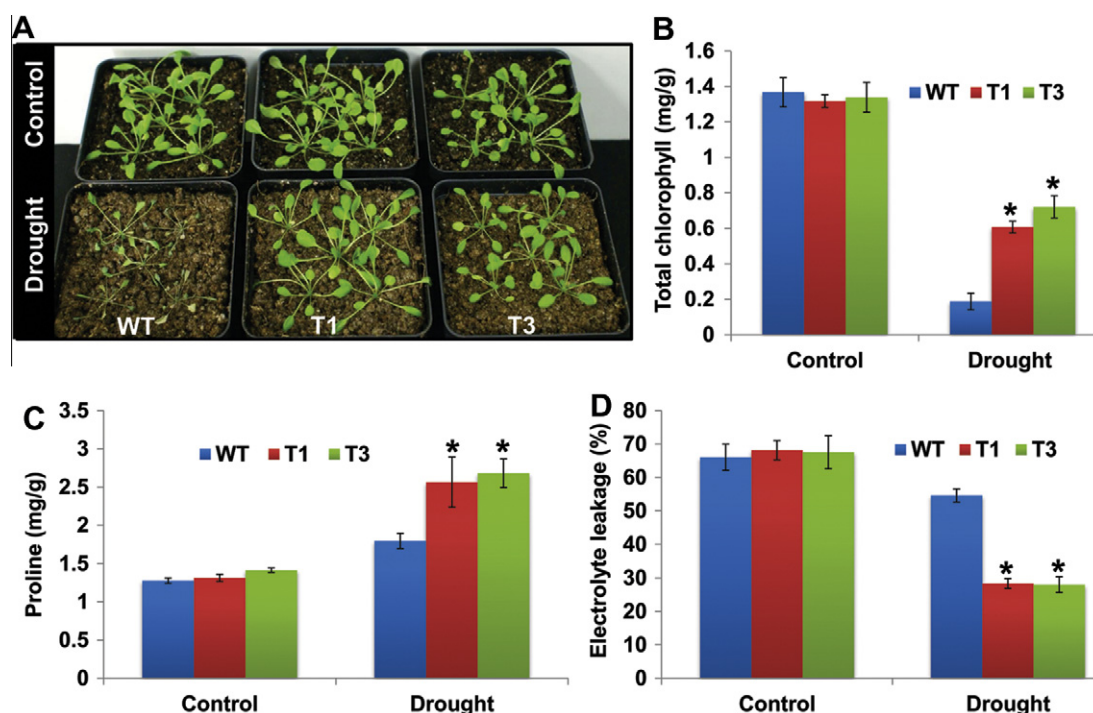 A
Control
Drought
WT
T1
T3
B
Total chlorophyll (mg/g)
1.6
1.4
1.2
1
0.8
0.6
0.4
0.2
0
WT T1 T3
*
*
Control Drought
C
Proline (mg/g)
3.5
3
2.5
2
1.5
1
0.5
0
WT T1 T3
* *
Control Drought
D
Electrolyte leakage (%)
80
70
60
50
40
30
20
10
0
WT T1 T3
* *
Control Drought